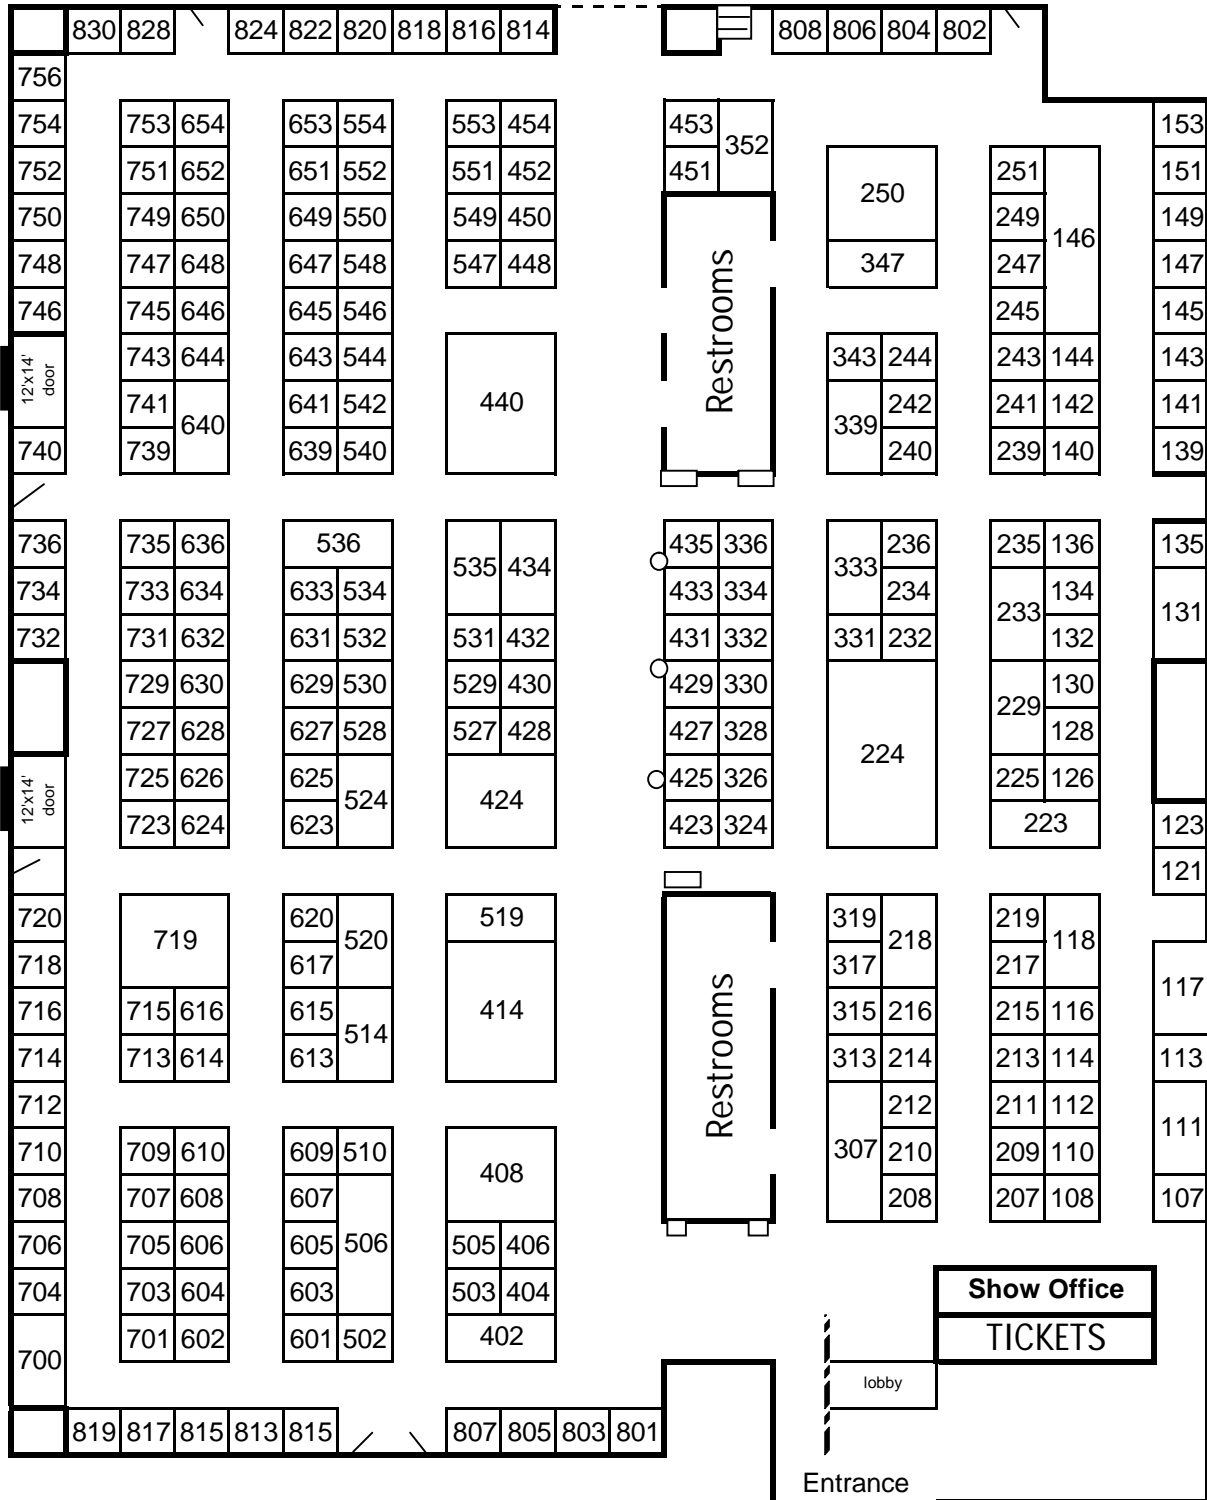 830 828 824 822 820 818 816 814 808 806 804 802
756
754 753 654 653 554 553 454 453 352 153
752 751 652 651 552 551 452 451 250 251 146 151
750 749 650 649 550 549 450 249 149
748 747 648 647 548 547 448 347 247 147
746 745 646 645 546 245 145
12'x14' door 743 644 643 544 440 Restrooms 343 244 243 144 143
741 640 641 542 339 242 241 142 141
740 739 639 540 240 239 140 139
736 735 636 536 535 434 435 336 333 236 235 136 135
734 733 634 633 534 433 334 234 233 134 131
732 731 632 631 532 531 432 431 332 331 232 132
729 630 629 530 529 430 429 330 224 229 130
727 628 627 528 527 428 427 328 128
12'x14' door 725 626 625 524 424 425 326 225 126
723 624 623 423 324 223 123
121
720 719 620 520 519 319 218 219 118
718 617 414 317 217 117
716 715 616 615 514 Restrooms 315 216 215 116
714 713 614 613 313 214 213 114 113
712 307 212 211 112 111
710 709 610 609 510 408 210 209 110
708 707 608 607 506 208 207 108 107
706 705 606 605 505 406
704 703 604 603 503 404 Show Office
700 701 602 601 502 402 TICKETS
lobby
819 817 815 813 815 807 805 803 801
Entrance